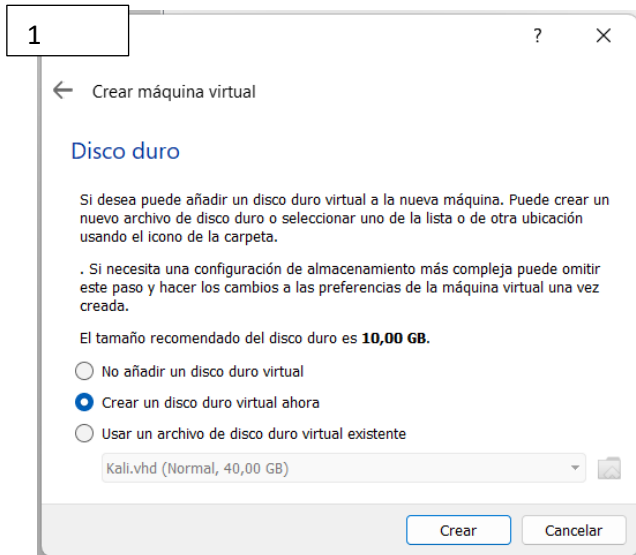 1
?
Crear máquina virtual
Disco duro
Si desea puede añadir un disco duro virtual a la nueva máquina. Puede crear un
nuevo archivo de disco duro o seleccionar uno de la lista o de otra ubicación
usando el icono de la carpeta.
. Si necesita una configuración de almacenamiento más compleja puede omitir
este paso y hacer los cambios a las preferencias de la máquina virtual una vez
creada.
El tamaño recomendado del disco duro es 10,00 GB.
No añadir un disco duro virtual
Crear un disco duro virtual ahora
Usar un archivo de disco duro virtual existente
Kali.vhd (Normal, 40,00 GB)
Crear Cancelar